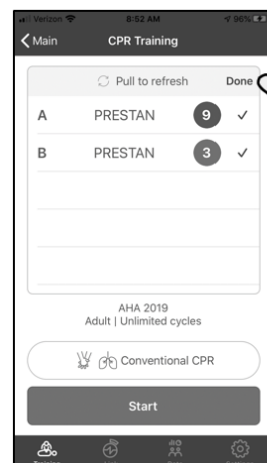 Verizon 8:52 AM 96%
Main CPR Training
Pull to refresh Done
A PRESTAN 9
B PRESTAN 3
AHA 2019
Adult | Unlimited cycles
Conventional CPR
Start